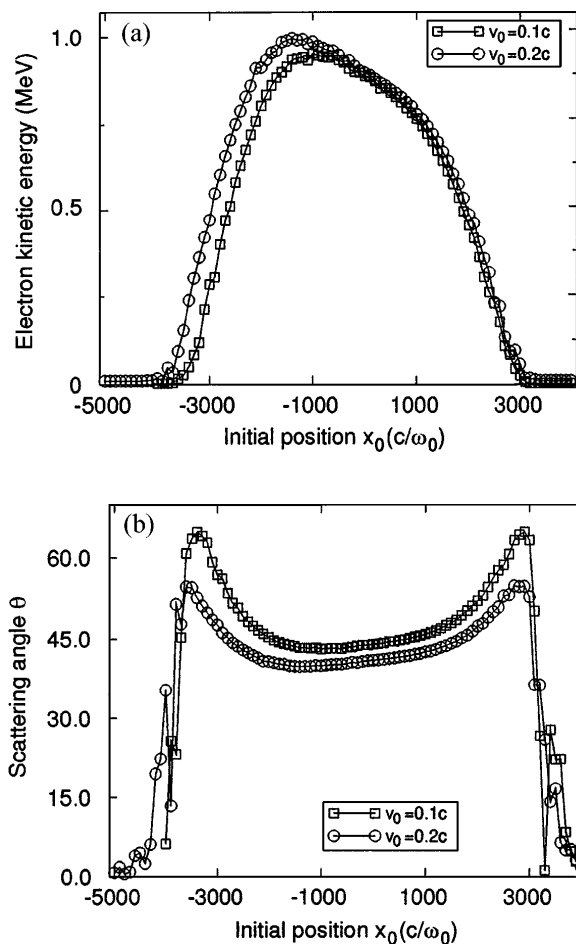 (a)
v₀=0.1c
v₀=0.2c
Electron kinetic energy (MeV)
1.0
0.5
0
-5000 -3000 -1000 1000 3000
Initial position x₀(c/ω₀)
(b)
Scattering angle θ
60.0
45.0
30.0
15.0
0.0
v₀=0.1c
v₀=0.2c
-5000 -3000 -1000 1000 3000
Initial position x₀(c/ω₀)